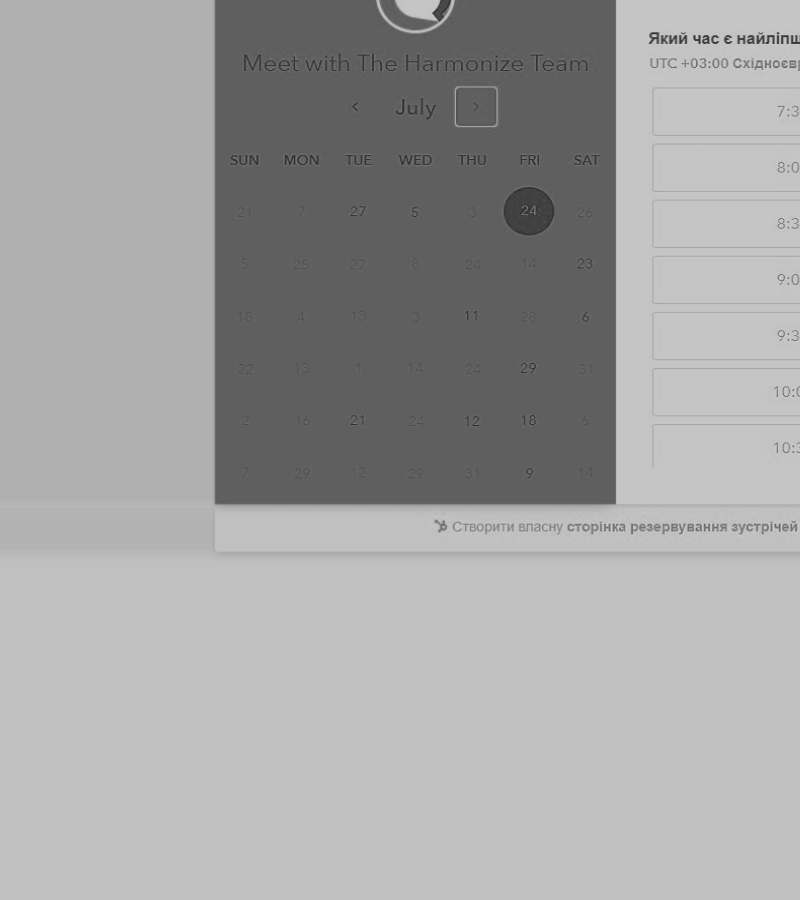 Meet with The Harmonize Team
July
SUN MON TUE WED THU FRI SAT
21 7 27 5 3 24 26
5 25 27 8 24 14 23
18 4 13 3 11 28 6
22 13 1 14 24 29 31
2 16 21 24 12 18 6
7 29 12 29 31 9 14
Який час є найліпш
UTC +03:00 Східноєвр
7:3
8:0
8:3
9:0
9:3
10:0
10:3
Створити власну сторінка резервування зустрічей